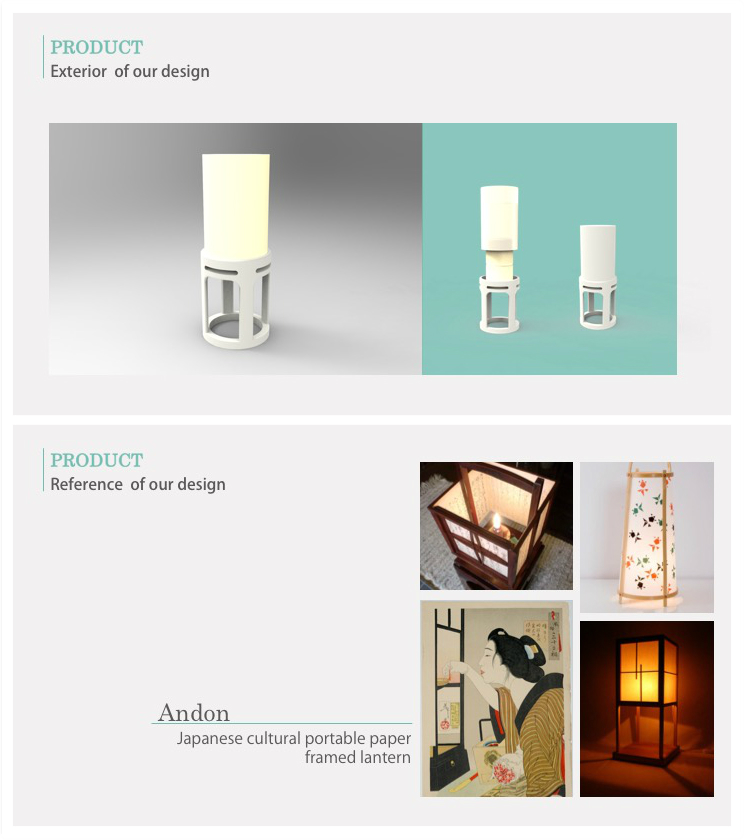 PRODUCT
Exterior of our design
PRODUCT
Reference of our design
Andon
Japanese cultural portable paper
framed lantern